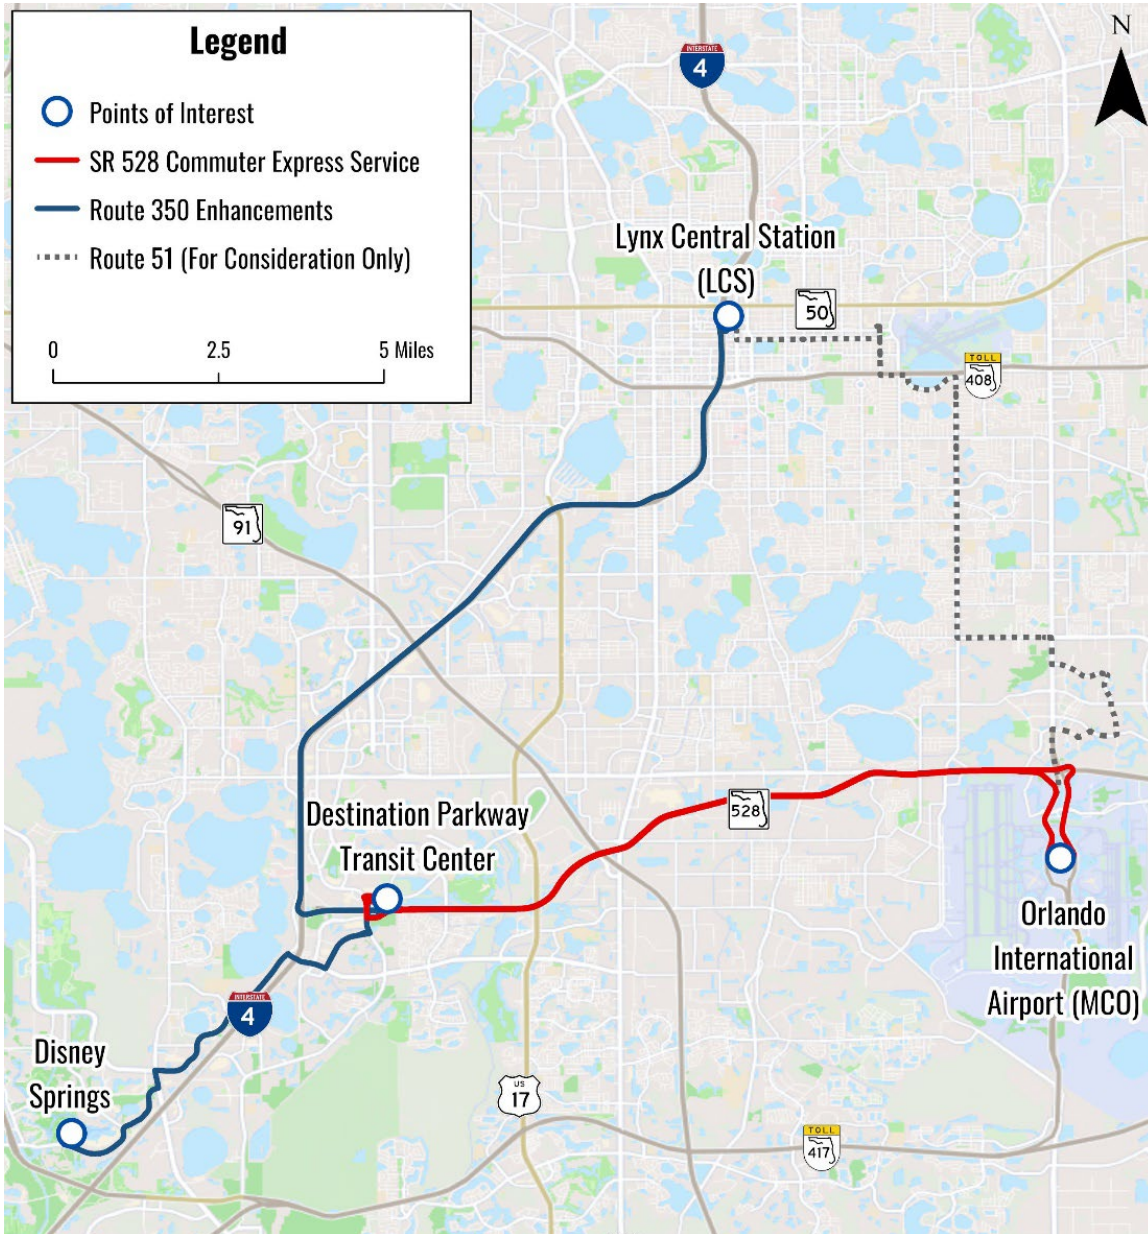 Legend
Points of Interest
SR 528 Commuter Express Service
Route 350 Enhancements
Route 51 (For Consideration Only)
0 2.5 5 Miles
N
INTERSTATE
4
Lynx Central Station
(LCS)
50
TOLL
408
91
528
Destination Parkway
Transit Center
Orlando
International
Airport (MCO)
INTERSTATE
4
Disney
Springs
US
17
TOLL
417